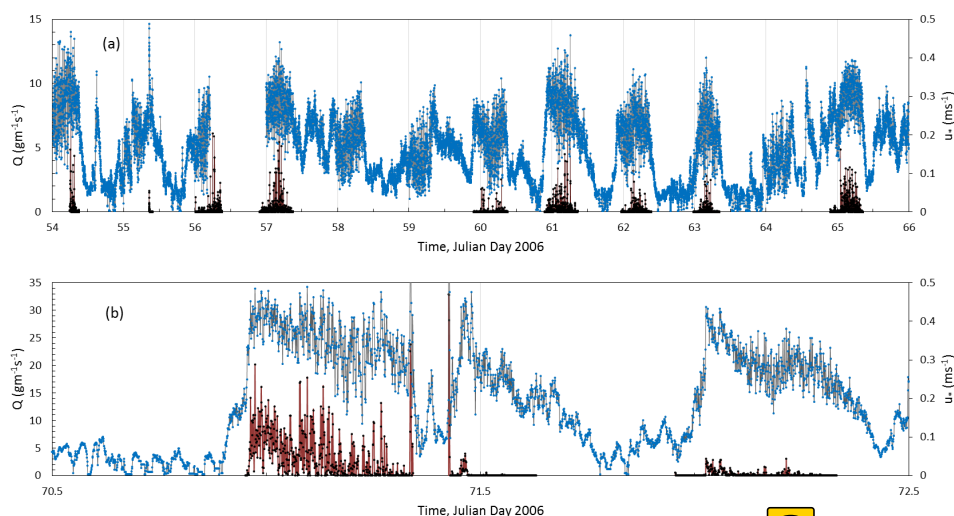 (a)
Q (gm⁻¹s⁻¹)
15
10
5
0
0.5
0.4
0.3
0.2
0.1
0
u* (ms⁻¹)
54 55 56 57 58 59 60 61 62 63 64 65 66
Time, Julian Day 2006
(b)
Q (gm⁻¹s⁻¹)
35
30
25
20
15
10
5
0
0.5
0.4
0.3
0.2
0.1
0
u* (ms⁻¹)
70.5 71.5 72.5
Time, Julian Day 2006